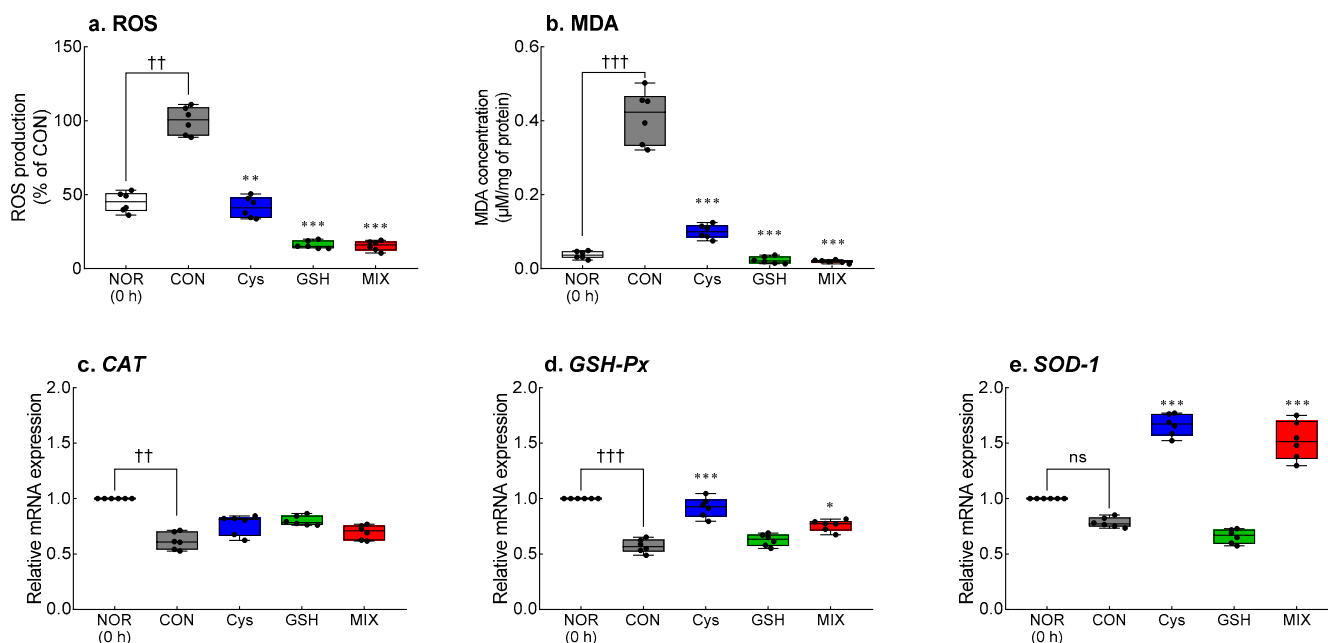 a. ROS
150
100
50
0
ROS production
(% of CON)
††
**
***
***
NOR
(0 h)
CON
Cys
GSH
MIX
b. MDA
0.6
0.4
0.2
0.0
MDA concentration
(μM/mg of protein)
†††
***
***
***
NOR
(0 h)
CON
Cys
GSH
MIX
c. CAT
2.0
1.5
1.0
0.5
0.0
Relative mRNA expression
††
NOR
(0 h)
CON
Cys
GSH
MIX
d. GSH-Px
2.0
1.5
1.0
0.5
0.0
Relative mRNA expression
†††
***
*
NOR
(0 h)
CON
Cys
GSH
MIX
e. SOD-1
2.0
1.5
1.0
0.5
0.0
Relative mRNA expression
ns
***
***
NOR
(0 h)
CON
Cys
GSH
MIX